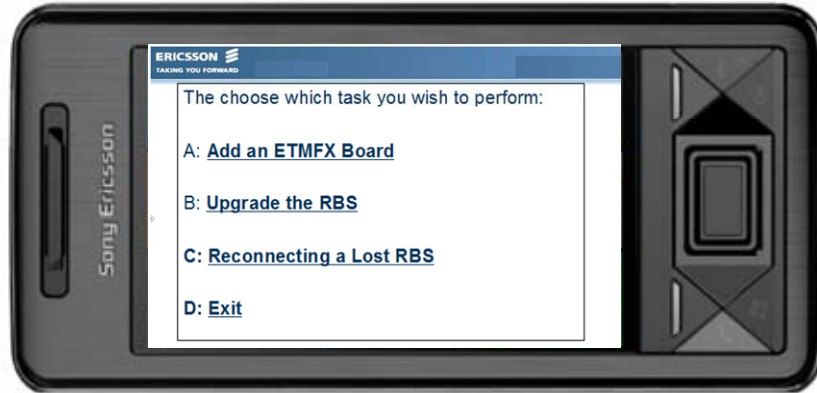 Sony Ericsson
ERICSSON
TAKING YOU FORWARD
The choose which task you wish to perform:
A: Add an ETMFX Board
B: Upgrade the RBS
C: Reconnecting a Lost RBS
D: Exit